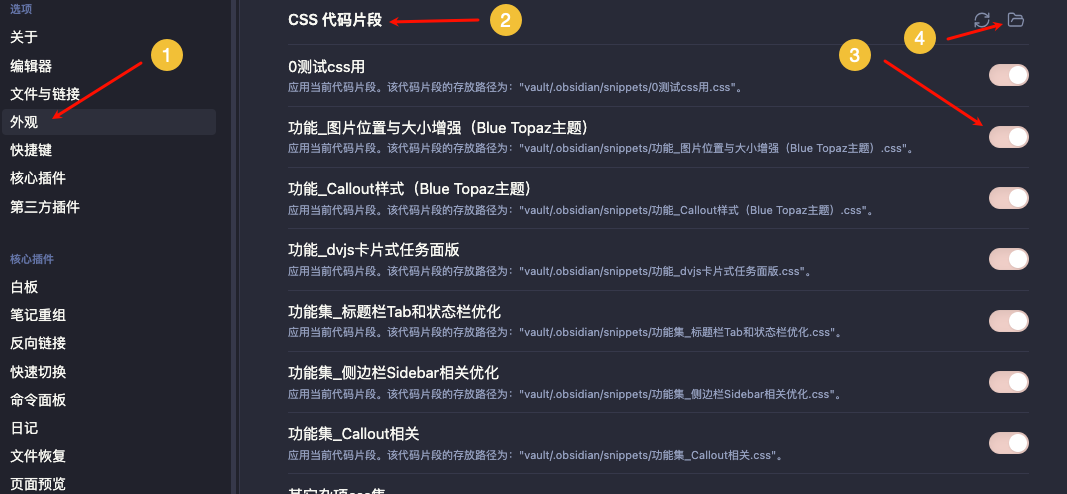 选项
关于
编辑器
文件与链接
外观
快捷键
核心插件
第三方插件
核心插件
白板
笔记重组
反向链接
快速切换
命令面板
日记
文件恢复
页面预览
1
CSS 代码片段
2
4
3
0测试css用
应用当前代码片段。该代码片段的存放路径为："vault/.obsidian/snippets/0测试css用.css"。
功能_图片位置与大小增强（Blue Topaz主题）
应用当前代码片段。该代码片段的存放路径为："vault/.obsidian/snippets/功能_图片位置与大小增强（Blue Topaz主题）.css"。
功能_Callout样式（Blue Topaz主题）
应用当前代码片段。该代码片段的存放路径为："vault/.obsidian/snippets/功能_Callout样式（Blue Topaz主题）.css"。
功能_dvjs卡片式任务面版
应用当前代码片段。该代码片段的存放路径为："vault/.obsidian/snippets/功能_dvjs卡片式任务面版.css"。
功能集_标题栏Tab和状态栏优化
应用当前代码片段。该代码片段的存放路径为："vault/.obsidian/snippets/功能集_标题栏Tab和状态栏优化.css"。
功能集_侧边栏Sidebar相关优化
应用当前代码片段。该代码片段的存放路径为："vault/.obsidian/snippets/功能集_侧边栏Sidebar相关优化.css"。
功能集_Callout相关
应用当前代码片段。该代码片段的存放路径为："vault/.obsidian/snippets/功能集_Callout相关.css"。